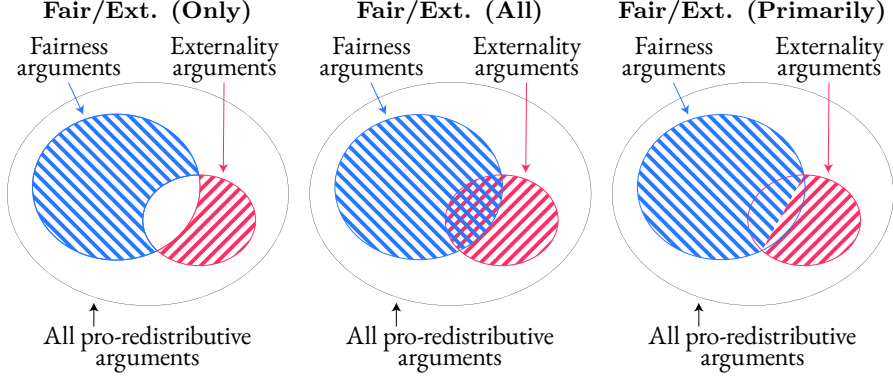 Fair/Ext. (Only)
Fairness
arguments
Externality
arguments
All pro-redistributive
arguments
Fair/Ext. (All)
Fairness
arguments
Externality
arguments
All pro-redistributive
arguments
Fair/Ext. (Primarily)
Fairness
arguments
Externality
arguments
All pro-redistributive
arguments